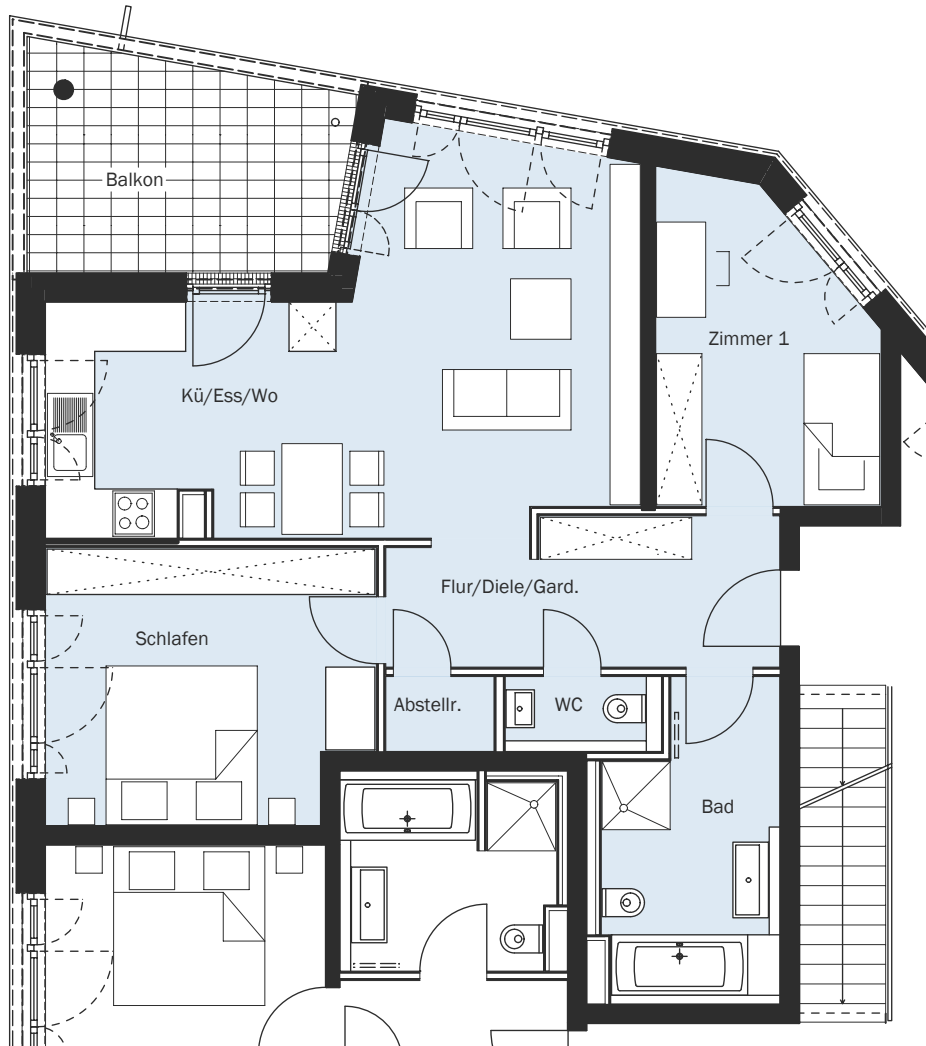 Balkon
Zimmer 1
Kü/Ess/Wo
Flur/Diele/Gard.
Schlafen
Abstellr.
WC
Bad